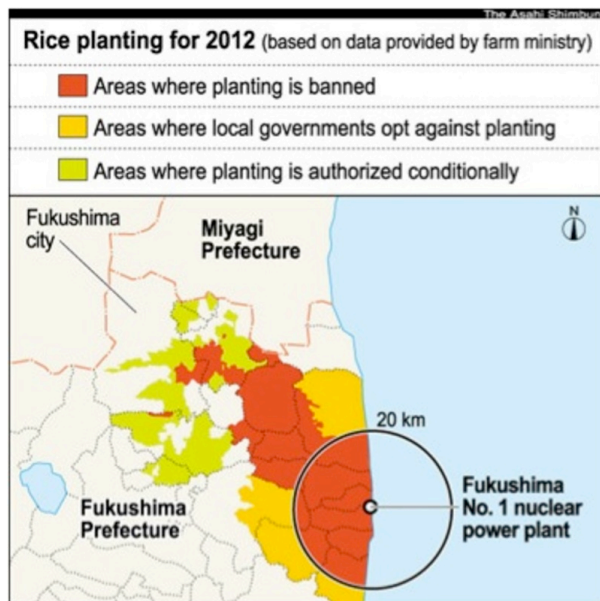 The Asahi Shimbun
Rice planting for 2012 (based on data provided by farm ministry)
Areas where planting is banned
Areas where local governments opt against planting
Areas where planting is authorized conditionally
Fukushima
city
Miyagi
Prefecture
N
20 km
Fukushima
No. 1 nuclear
power plant
Fukushima
Prefecture